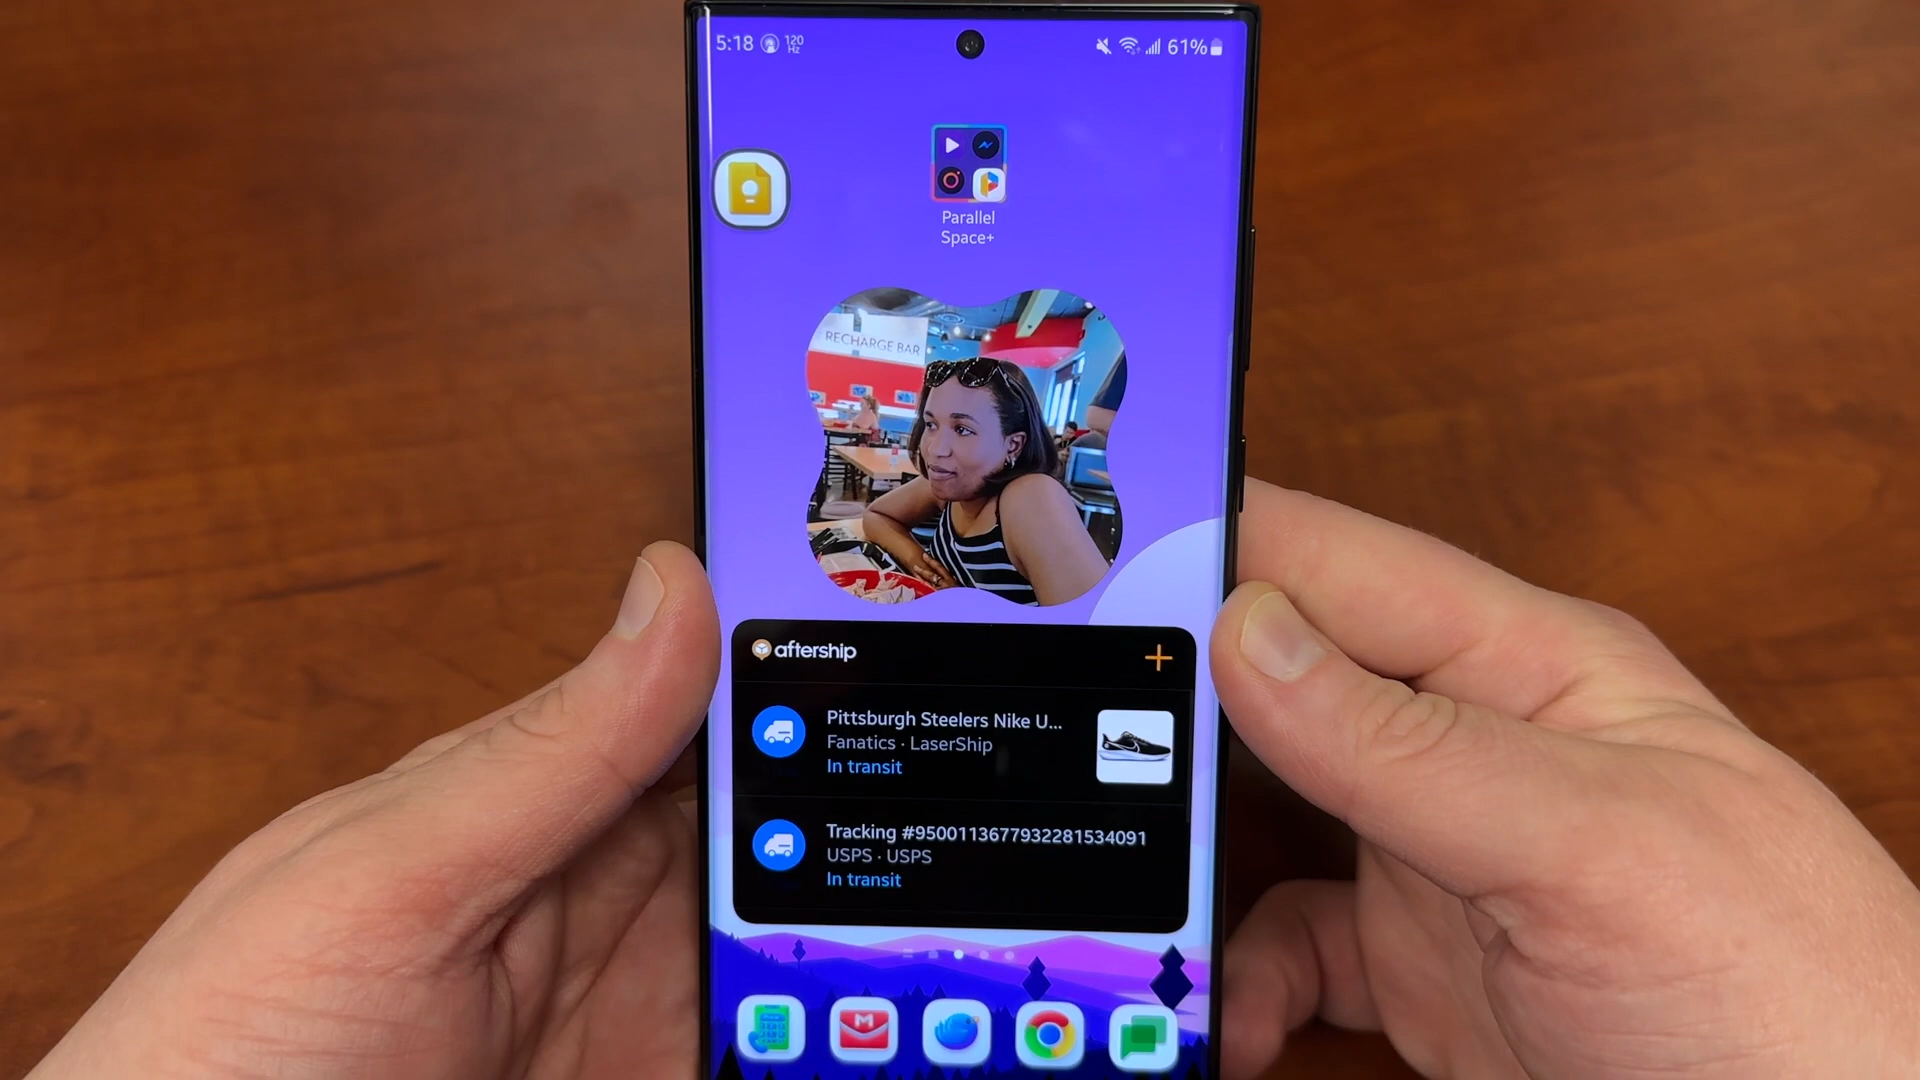 5:18 120 Hz 61%
Parallel
Space+
RECHARGE BAR
aftership
Pittsburgh Steelers Nike U...
Fanatics · LaserShip
In transit
Tracking #9500113677932281534091
USPS · USPS
In transit